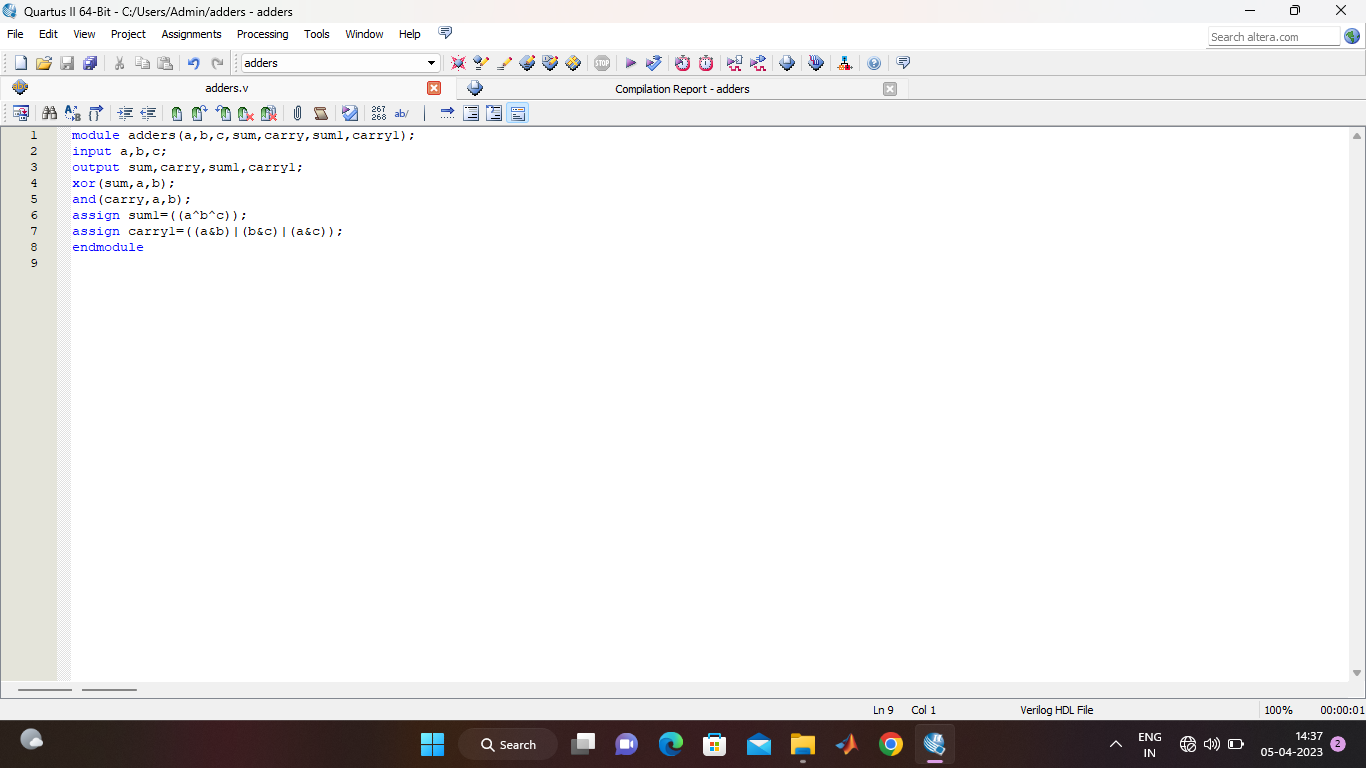 Quartus II 64-Bit - C:/Users/Admin/adders - adders
File Edit View Project Assignments Processing Tools Window Help
Search altera.com
adders
STOP
adders.v
Compilation Report - adders
267
268
ab/
1 module adders(a,b,c,sum,carry,sum1,carry1);
2 input a,b,c;
3 output sum,carry,sum1,carry1;
4 xor(sum,a,b);
5 and(carry,a,b);
6 assign sum1=((a^b^c));
7 assign carry1=((a&b)|(b&c)|(a&c));
8 endmodule
9
Ln 9 Col 1 Verilog HDL File 100% 00:00:01
Search
ENG
IN
14:37
05-04-2023
2